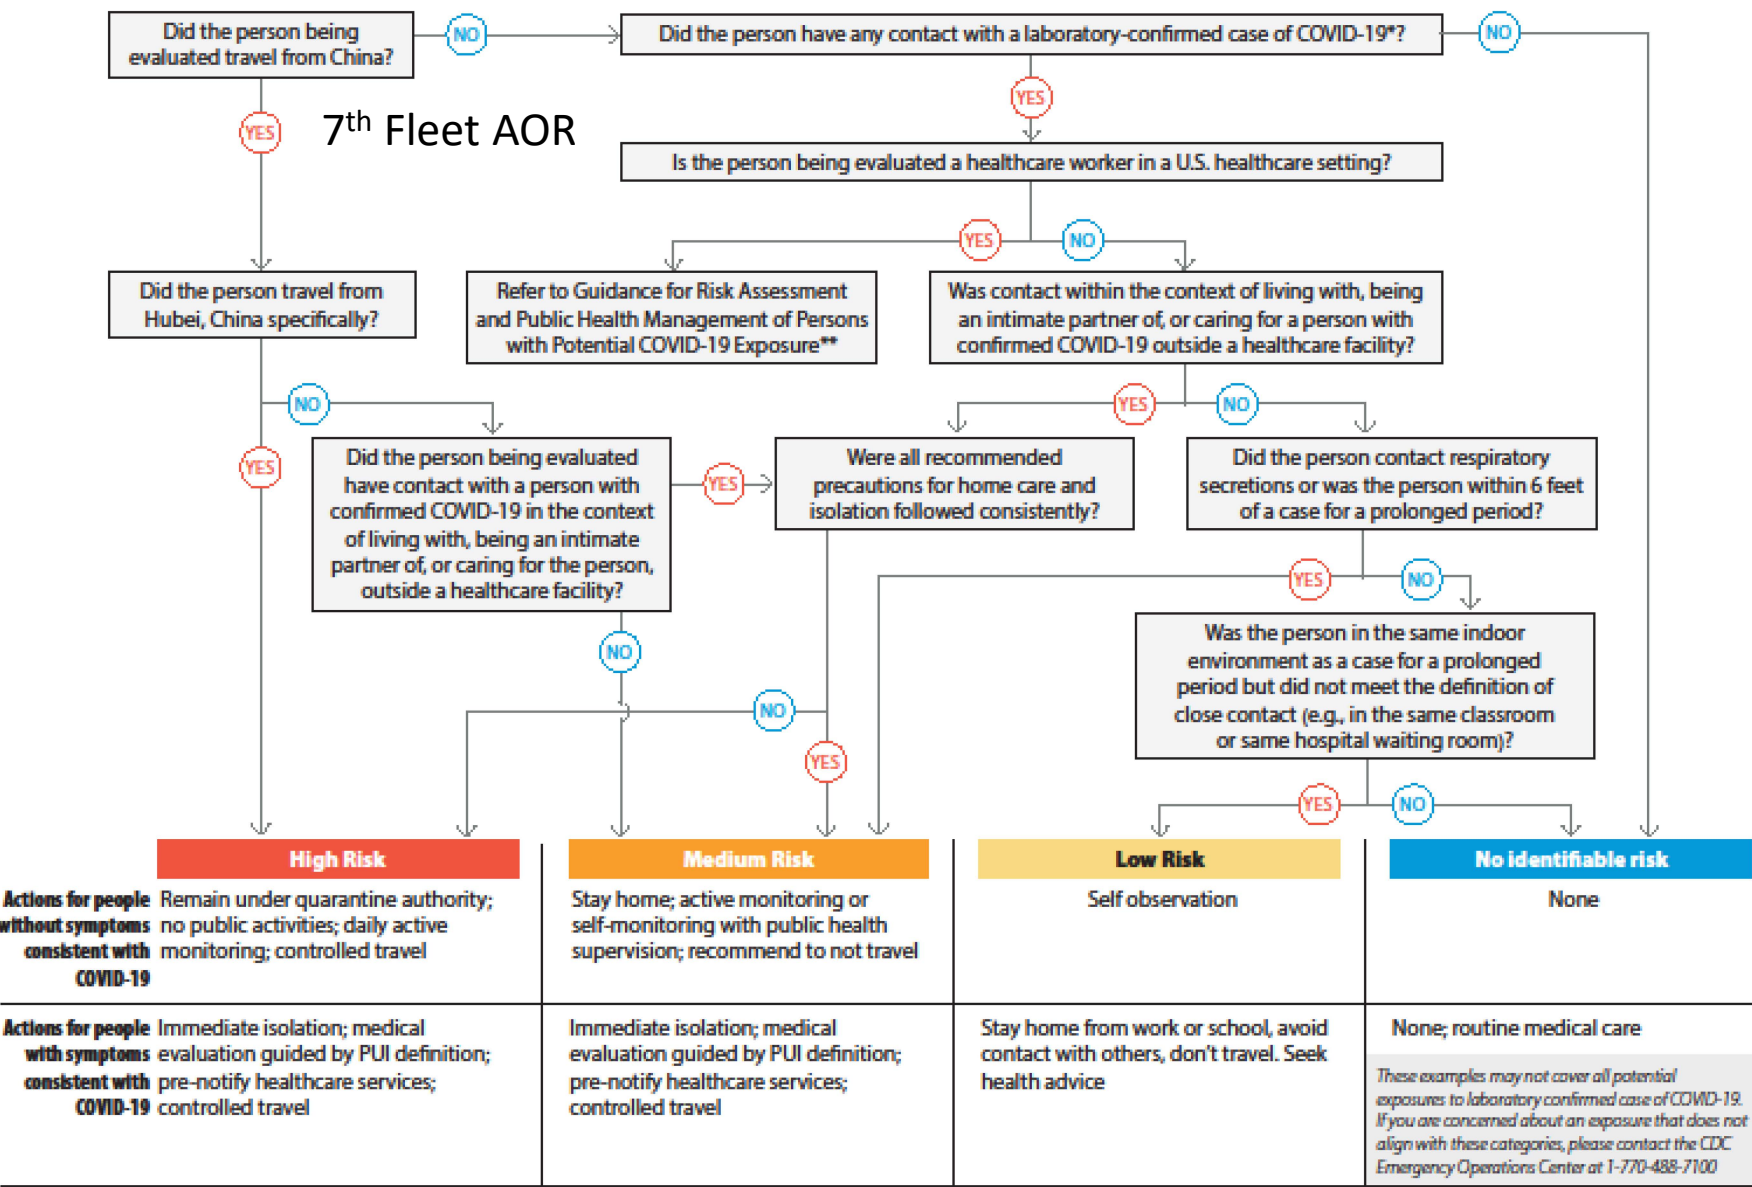 Did the person being
evaluated travel from China?
NO
Did the person have any contact with a laboratory-confirmed case of COVID-19*?
NO
YES
7th Fleet AOR
YES
Is the person being evaluated a healthcare worker in a U.S. healthcare setting?
YES
NO
Did the person travel from
Hubei, China specifically?
Refer to Guidance for Risk Assessment
and Public Health Management of Persons
with Potential COVID-19 Exposure**
Was contact within the context of living with, being
an intimate partner of, or caring for a person with
confirmed COVID-19 outside a healthcare facility?
NO
YES
NO
YES
Did the person being evaluated
have contact with a person with
confirmed COVID-19 in the context
of living with, being an intimate
partner of, or caring for the person,
outside a healthcare facility?
YES
Were all recommended
precautions for home care and
isolation followed consistently?
Did the person contact respiratory
secretions or was the person within 6 feet
of a case for a prolonged period?
YES
NO
NO
Was the person in the same indoor
environment as a case for a prolonged
period but did not meet the definition of
close contact (e.g., in the same classroom
or same hospital waiting room)?
NO
YES
YES
NO
High Risk
Medium Risk
Low Risk
No identifiable risk
Actions for people
without symptoms
consistent with
COVID-19
Remain under quarantine authority;
no public activities; daily active
monitoring; controlled travel
Stay home; active monitoring or
self-monitoring with public health
supervision; recommend to not travel
Self observation
None
Actions for people
with symptoms
consistent with
COVID-19
Immediate isolation; medical
evaluation guided by PUI definition;
pre-notify healthcare services;
controlled travel
Immediate isolation; medical
evaluation guided by PUI definition;
pre-notify healthcare services;
controlled travel
Stay home from work or school, avoid
contact with others, don't travel. Seek
health advice
None; routine medical care
These examples may not cover all potential
exposures to laboratory confirmed case of COVID-19.
If you are concerned about an exposure that does not
align with these categories, please contact the CDC
Emergency Operations Center at 1-770-488-7100